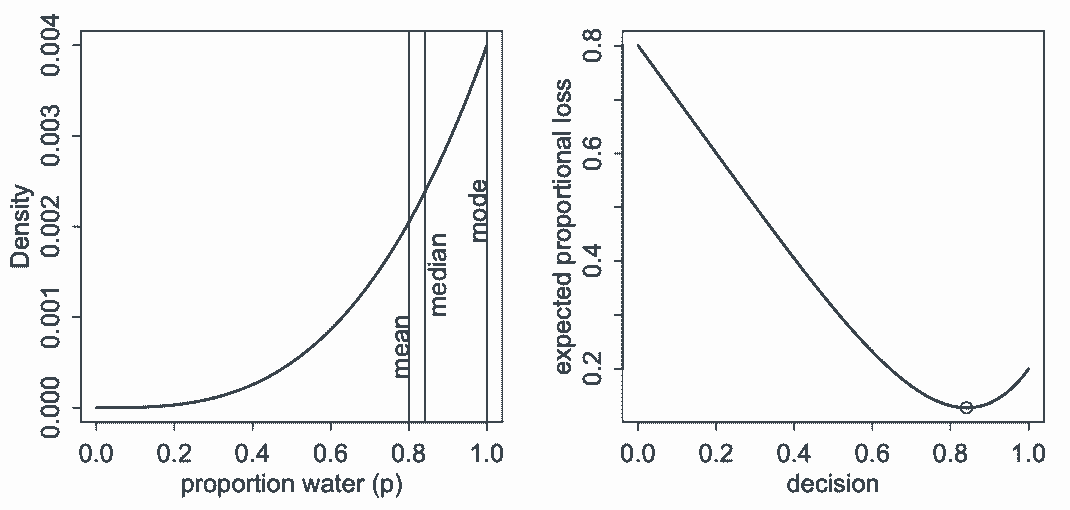 0.004
0.003
0.002
0.001
0.000
Density
mean
median
mode
0.0 0.2 0.4 0.6 0.8 1.0
proportion water (p)
0.8
0.6
0.4
0.2
expected proportional loss
0.0 0.2 0.4 0.6 0.8 1.0
decision